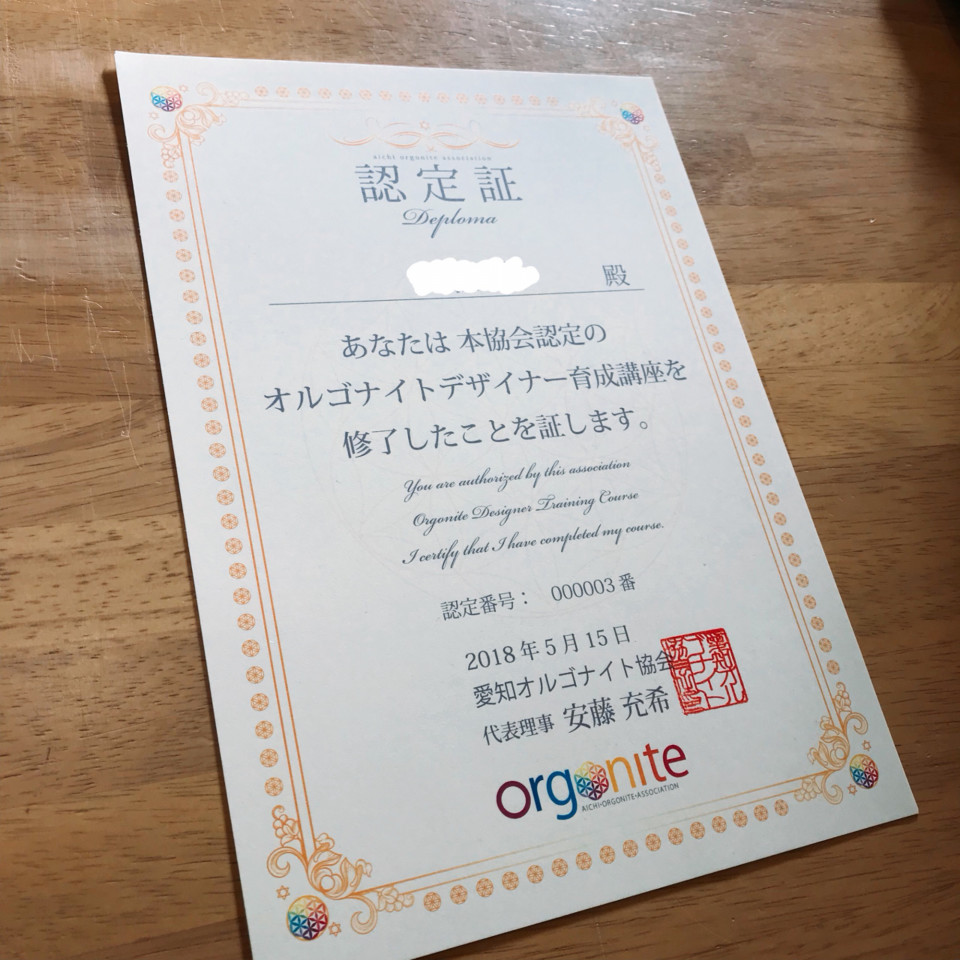 aichi orgonite association
認定証
Deploma
殿
あなたは 本協会認定の
オルゴナイトデザイナー育成講座を
修了したことを証します。
You are authorized by this association
Orgonite Designer Training Course
I certify that I have completed my course.
認定番号： 000003 番
2018 年 5 月 15 日
愛知オルゴナイト協会
代表理事 安藤 充希
orgonite
AICHI-ORGONITE-ASSOCIATION